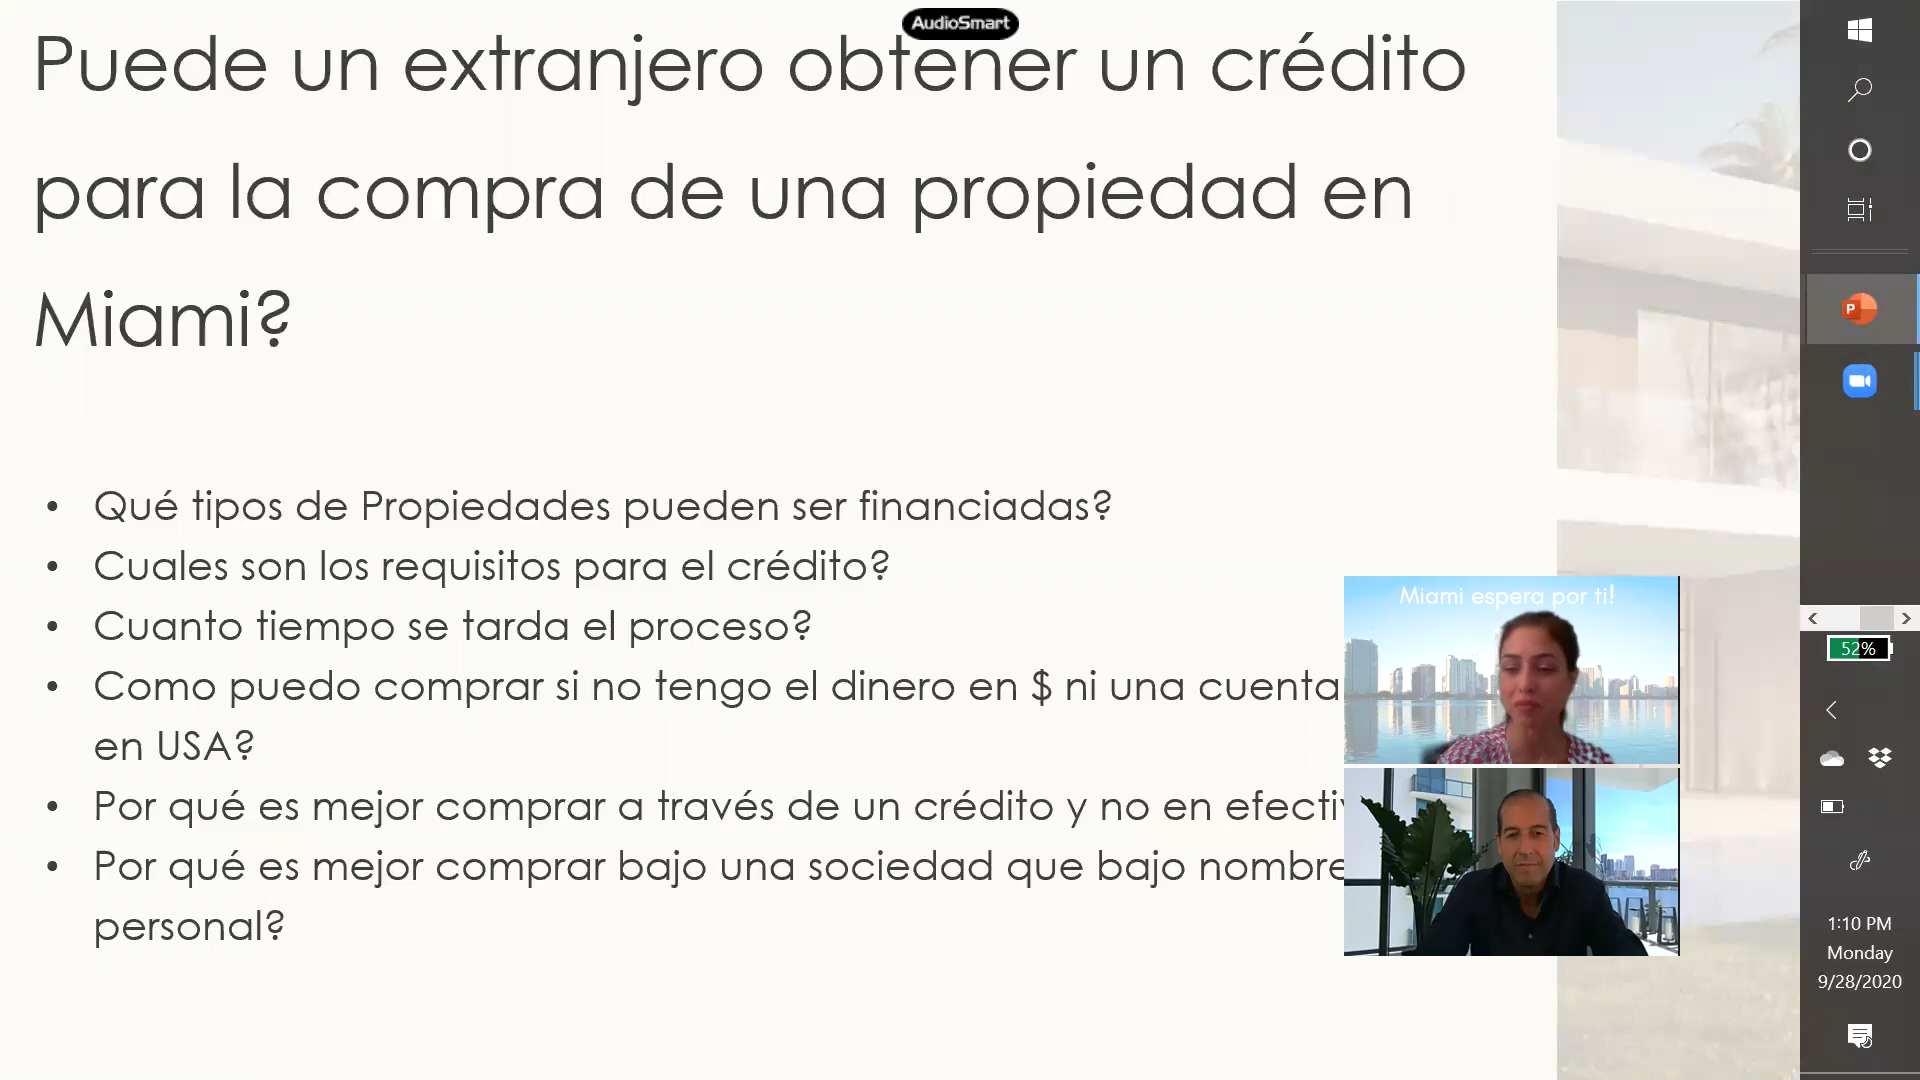 AudioSmart
Puede un extranjero obtener un crédito
para la compra de una propiedad en
Miami?
• Qué tipos de Propiedades pueden ser financiadas?
• Cuales son los requisitos para el crédito?
• Cuanto tiempo se tarda el proceso?
• Como puedo comprar si no tengo el dinero en $ ni una cuenta
en USA?
• Por qué es mejor comprar a través de un crédito y no en efectiv
• Por qué es mejor comprar bajo una sociedad que bajo nombre
personal?
Miami espera por ti!
P
52%
1:10 PM
Monday
9/28/2020